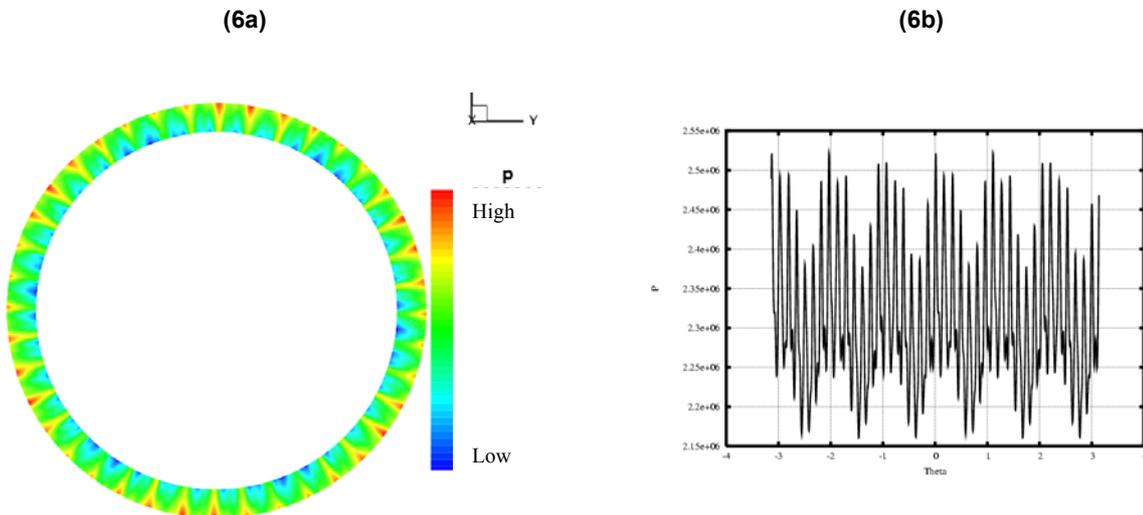 (6a)
(6b)
X
Y
P
High
Low
2.55e+06
2.5e+06
2.45e+06
2.4e+06
2.35e+06
2.3e+06
2.25e+06
2.2e+06
2.15e+06
P
-4
-3
-2
-1
0
1
2
3
Theta